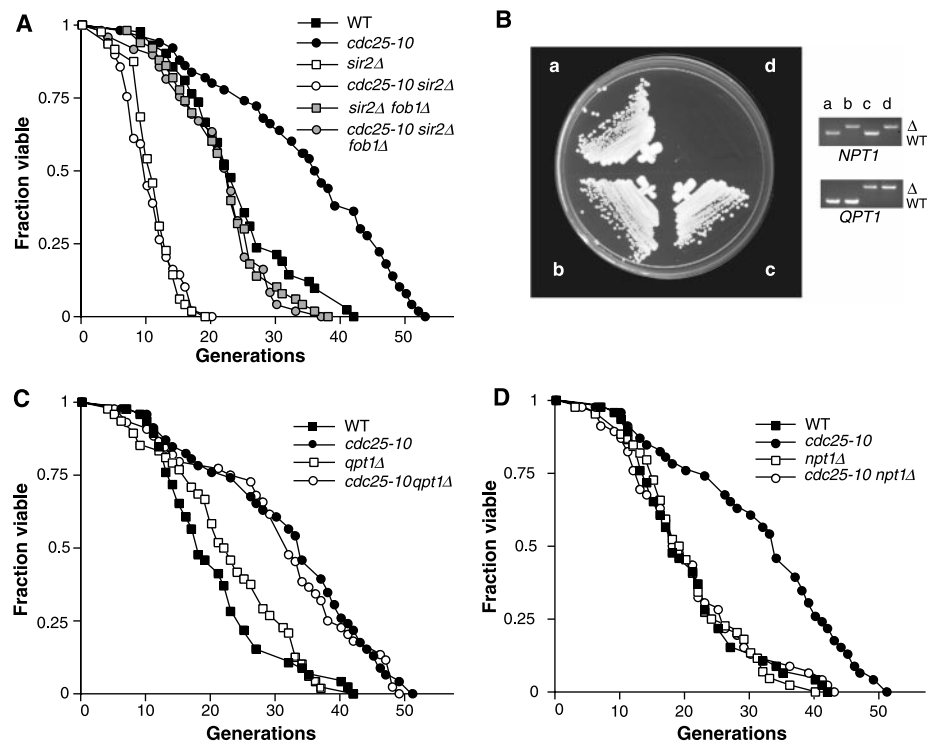 A
1
0.75
0.5
0.25
0
Fraction viable
0 10 20 30 40 50
Generations
WT
cdc25-10
sir2Δ
cdc25-10 sir2Δ
sir2Δ fob1Δ
cdc25-10 sir2Δ
fob1Δ
B
a d
b c
a b c d
Δ
WT
NPT1
Δ
WT
QPT1
C
1
0.75
0.5
0.25
0
Fraction viable
0 10 20 30 40 50
Generations
WT
cdc25-10
qpt1Δ
cdc25-10qpt1Δ
D
1
0.75
0.5
0.25
0
Fraction viable
0 10 20 30 40 50
Generations
WT
cdc25-10
npt1Δ
cdc25-10 npt1Δ